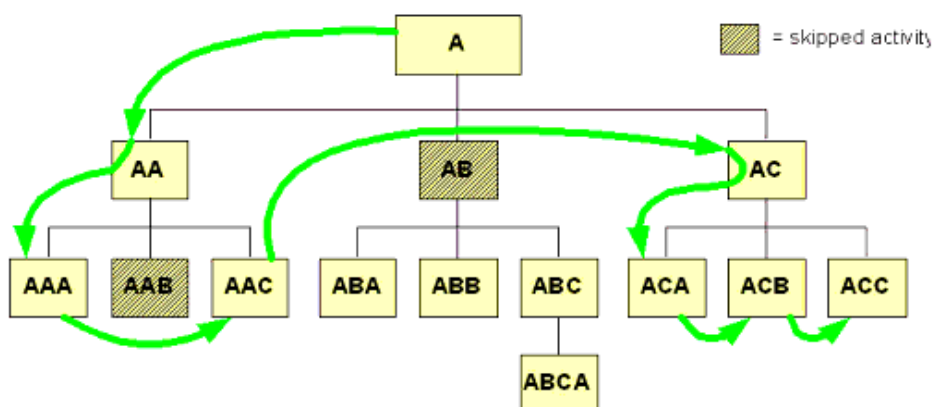 A
= skipped activity
AA
AB
AC
AAA
AAB
AAC
ABA
ABB
ABC
ACA
ACB
ACC
ABCA